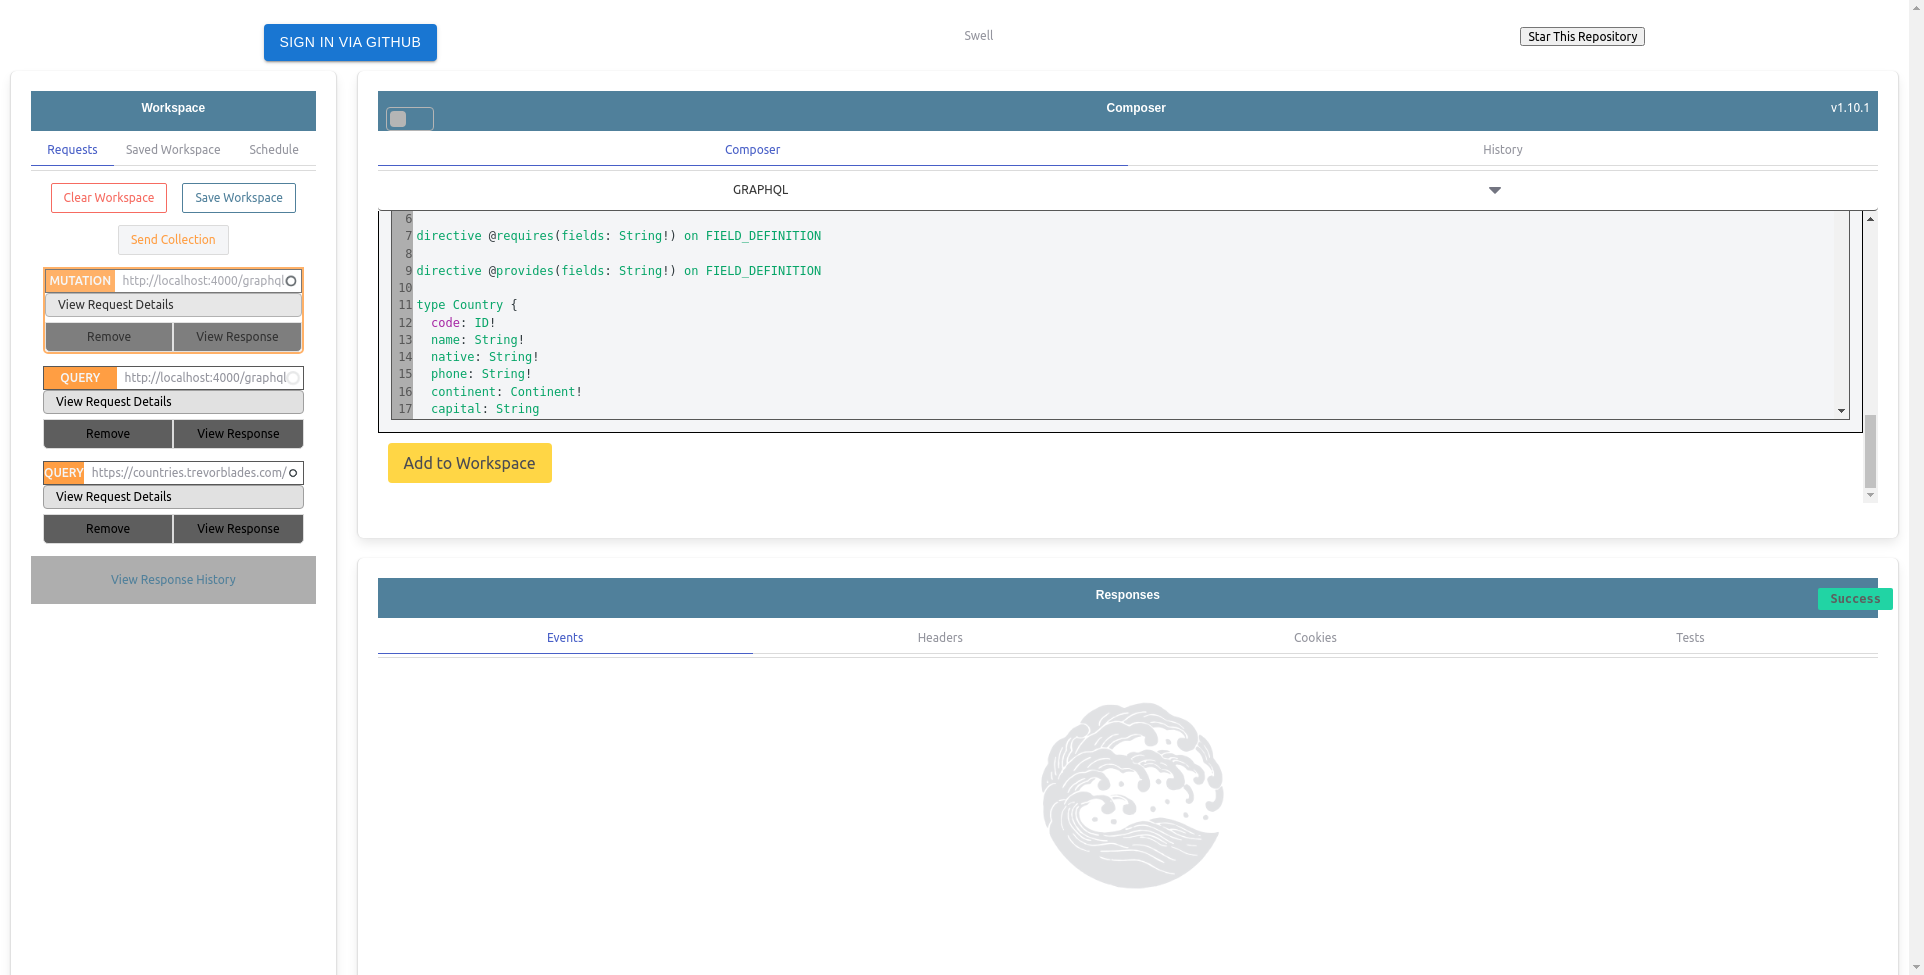 SIGN IN VIA GITHUB
Swell
Star This Repository
Workspace
Requests
Saved Workspace
Schedule
Clear Workspace
Save Workspace
Send Collection
MUTATION
http://localhost:4000/graphql
View Request Details
Remove
View Response
QUERY
http://localhost:4000/graphql
View Request Details
Remove
View Response
QUERY
https://countries.trevorblades.com/
View Request Details
Remove
View Response
View Response History
Composer
v1.10.1
Composer
History
GRAPHQL
6
7 directive @requires(fields: String!) on FIELD_DEFINITION
8
9 directive @provides(fields: String!) on FIELD_DEFINITION
10
11 type Country {
12 code: ID!
13 name: String!
14 native: String!
15 phone: String!
16 continent: Continent!
17 capital: String
Add to Workspace
Responses
Success
Events
Headers
Cookies
Tests